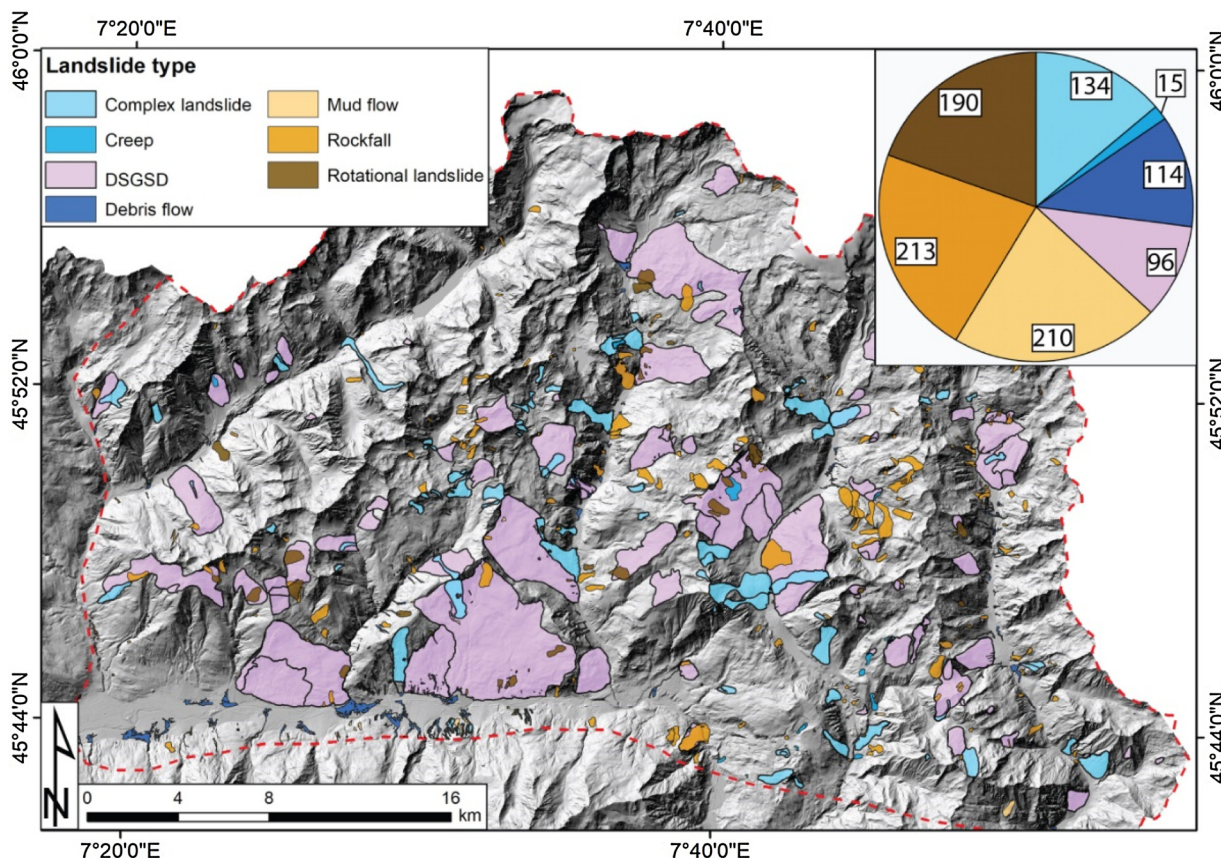 7°20'0"E 7°40'0"E
46°0'0"N 46°0'0"N
Landslide type
Complex landslide Mud flow
Creep Rockfall
DSGSD Rotational landslide
Debris flow
190 134 15
114
213 96
210
45°52'0"N 45°52'0"N
45°44'0"N 45°44'0"N
N
0 4 8 16
km
7°20'0"E 7°40'0"E